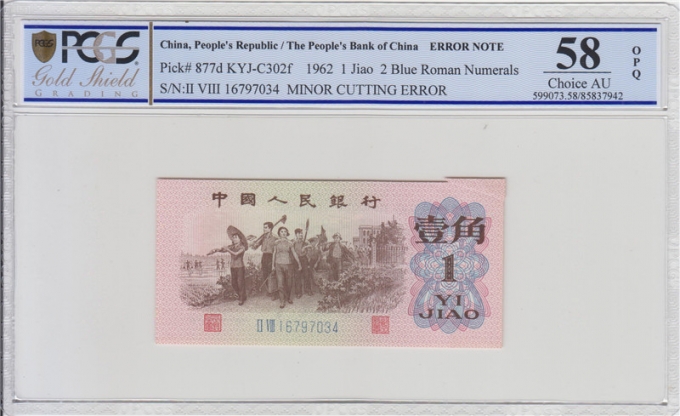 PCGS
Gold Shield
GRADING
China, People's Republic / The People's Bank of China ERROR NOTE
Pick# 877d KYJ-C302f 1962 1 Jiao 2 Blue Roman Numerals
S/N:II VIII 16797034 MINOR CUTTING ERROR
58
Choice AU
599073.58/85837942
OPQ
中國人民銀行
壹角
1
YI
JIAO
II VIII 16797034